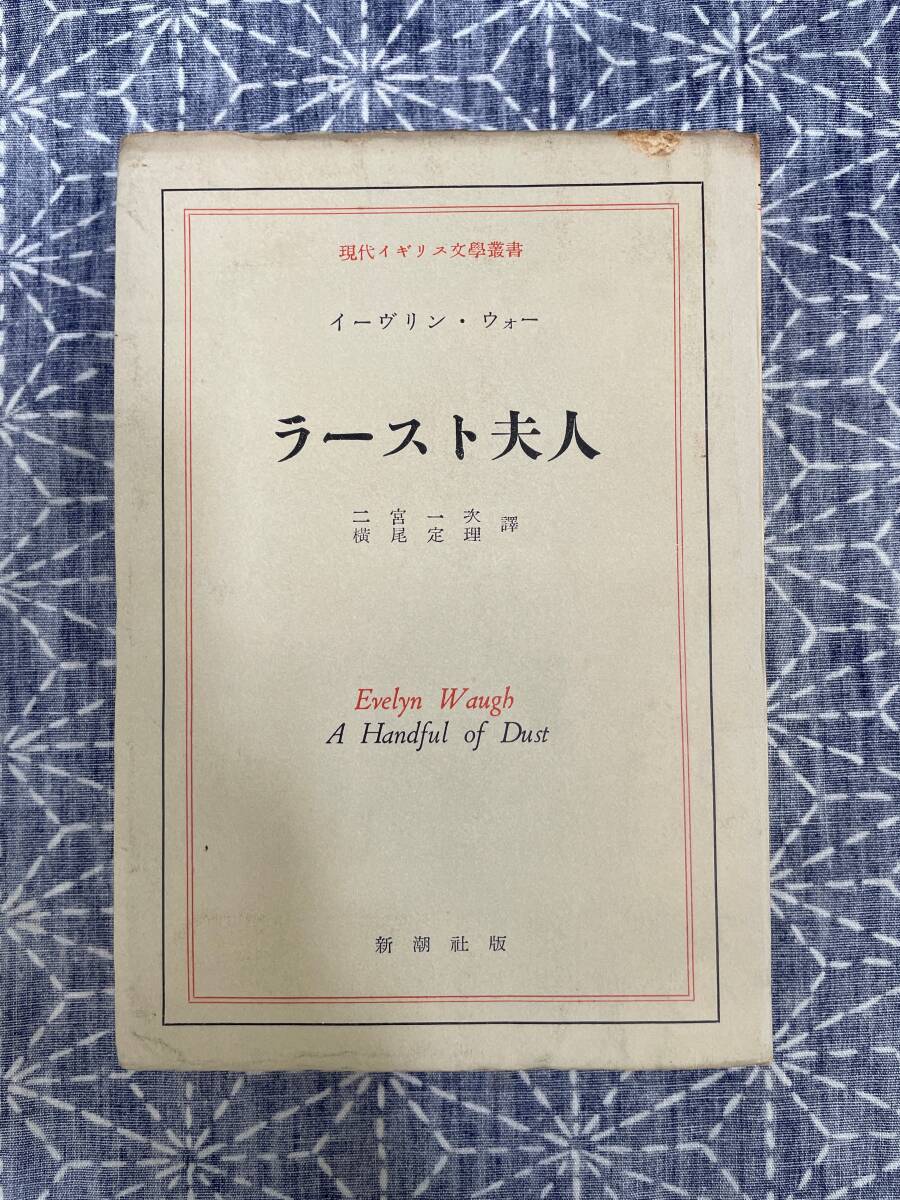 現代イギリス文學叢書
イーヴリン・ウォー
ラースト夫人
二宮一次
横尾定理 譯
Evelyn Waugh
A Handful of Dust
新潮社版